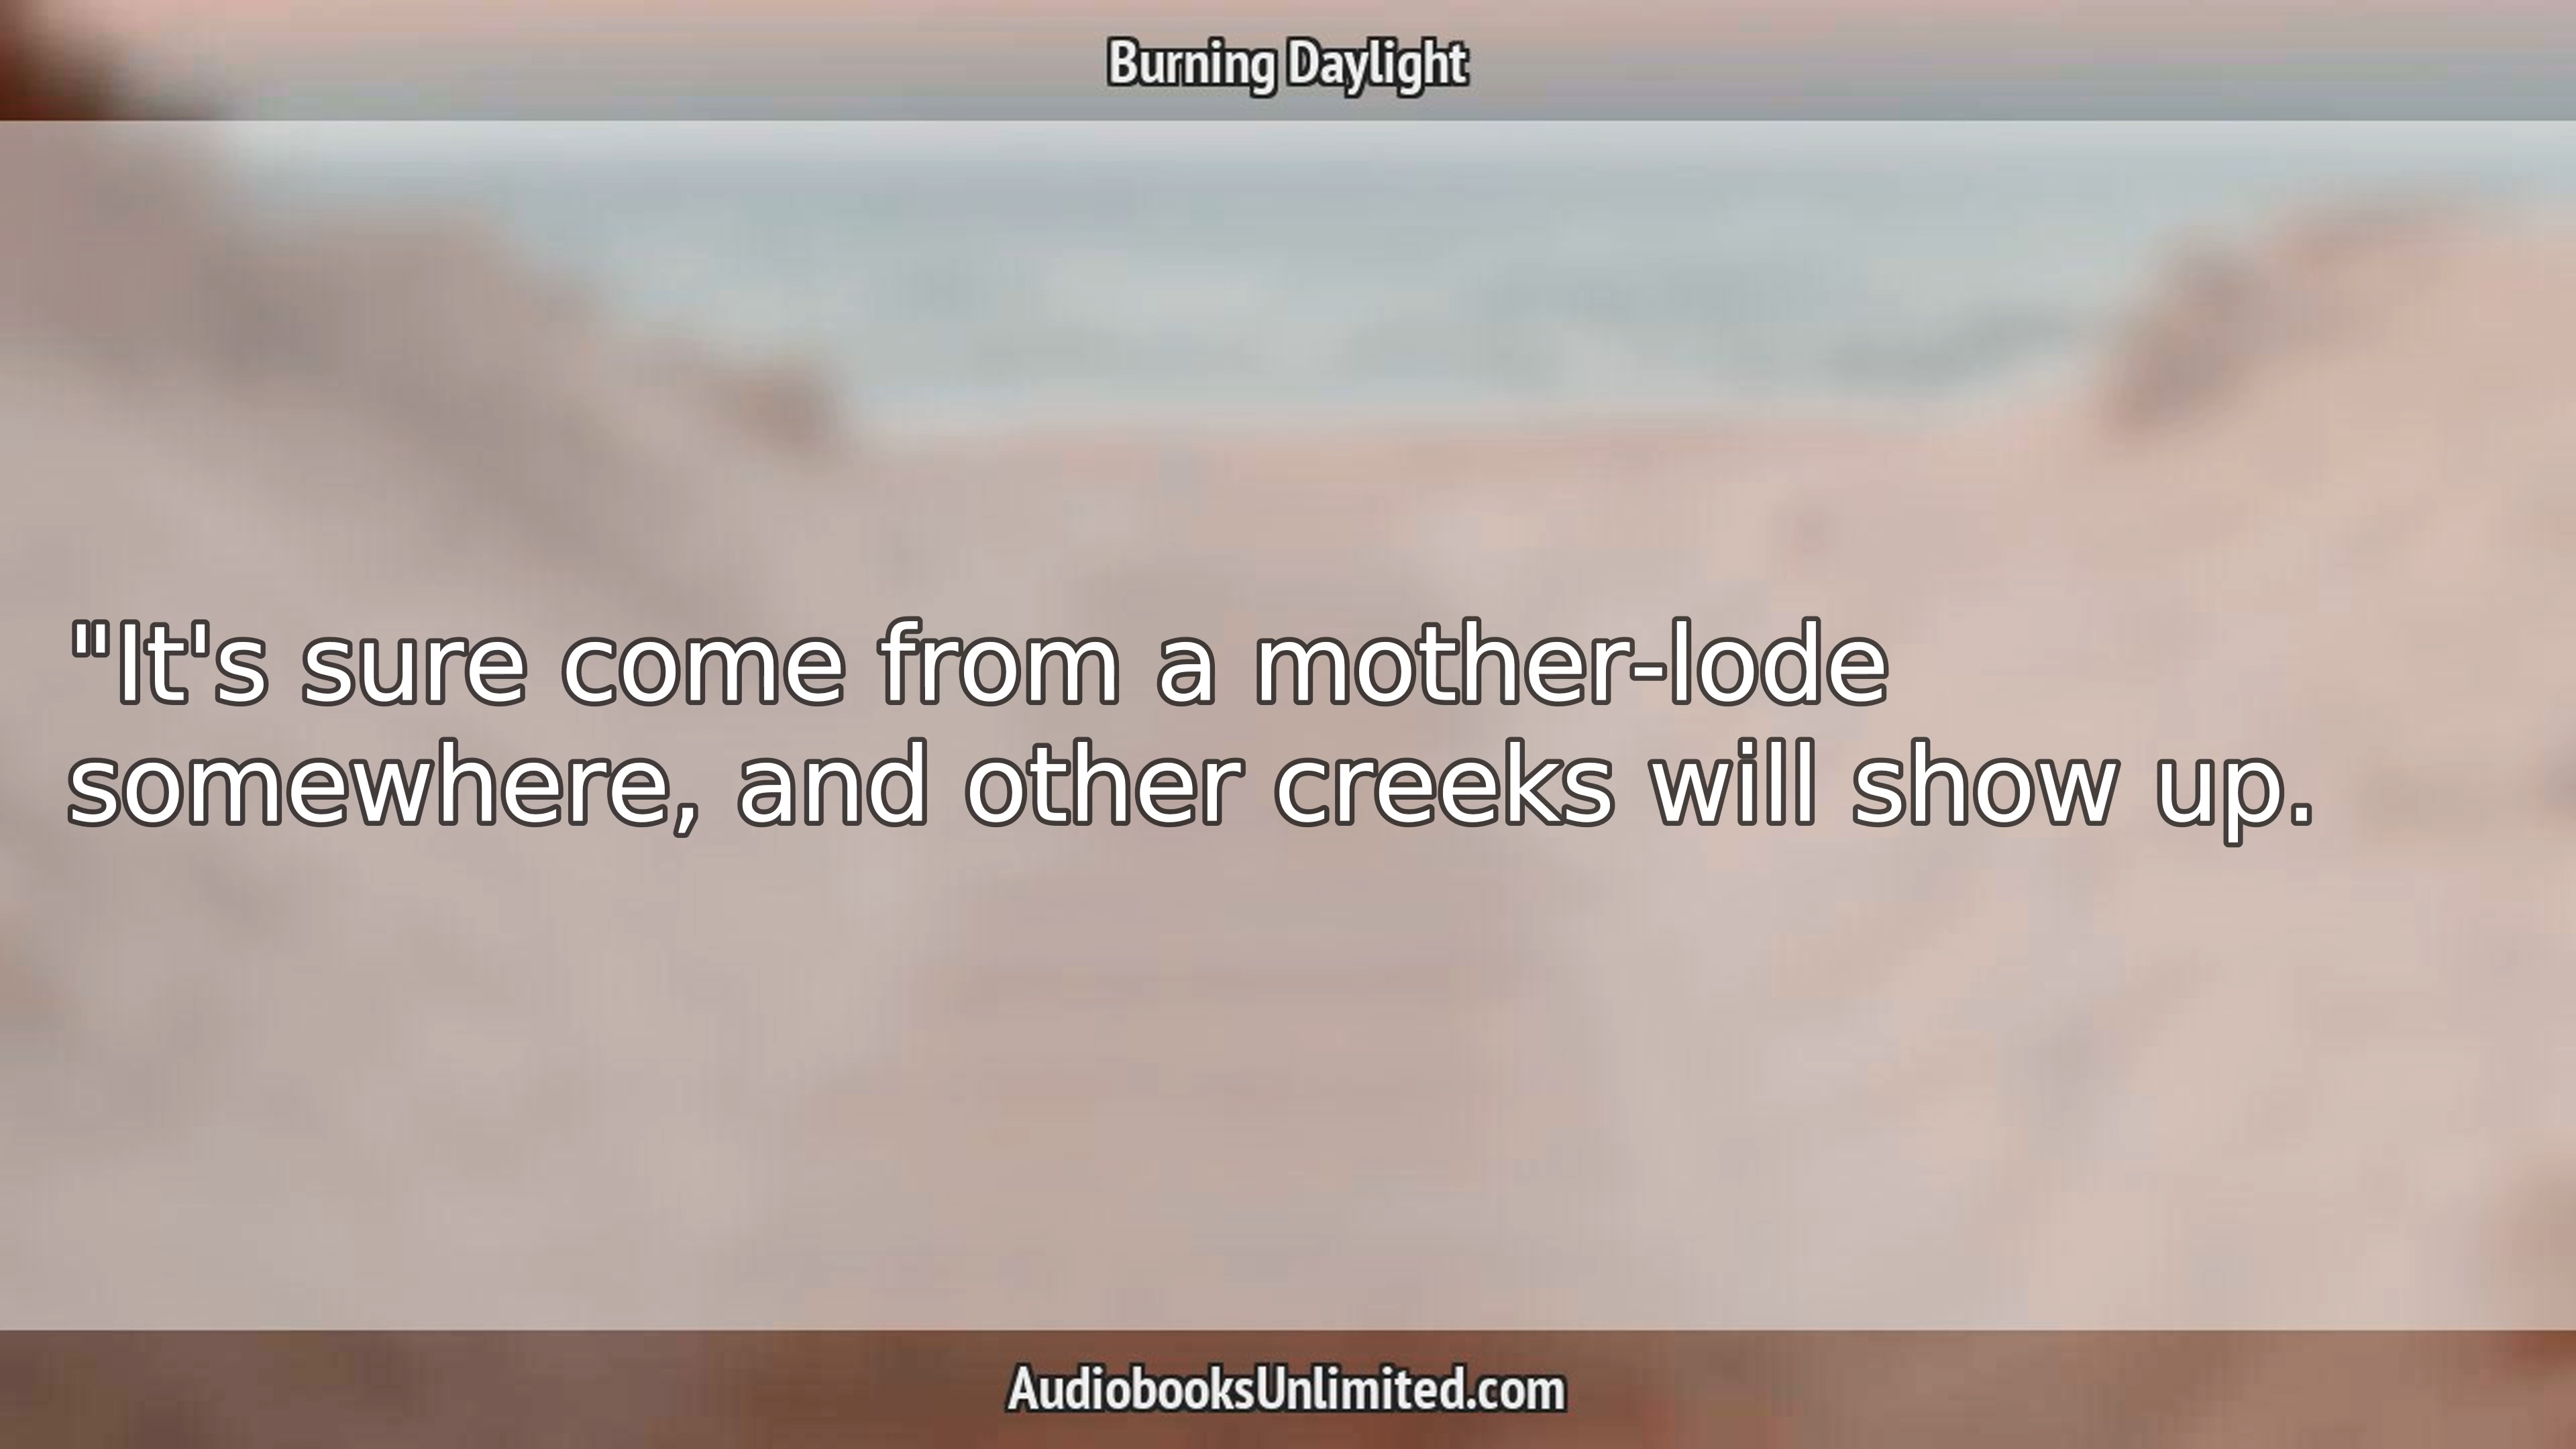 Burning Daylight
"It's sure come from a mother-lode
somewhere, and other creeks will show up.
AudiobooksUnlimited.com